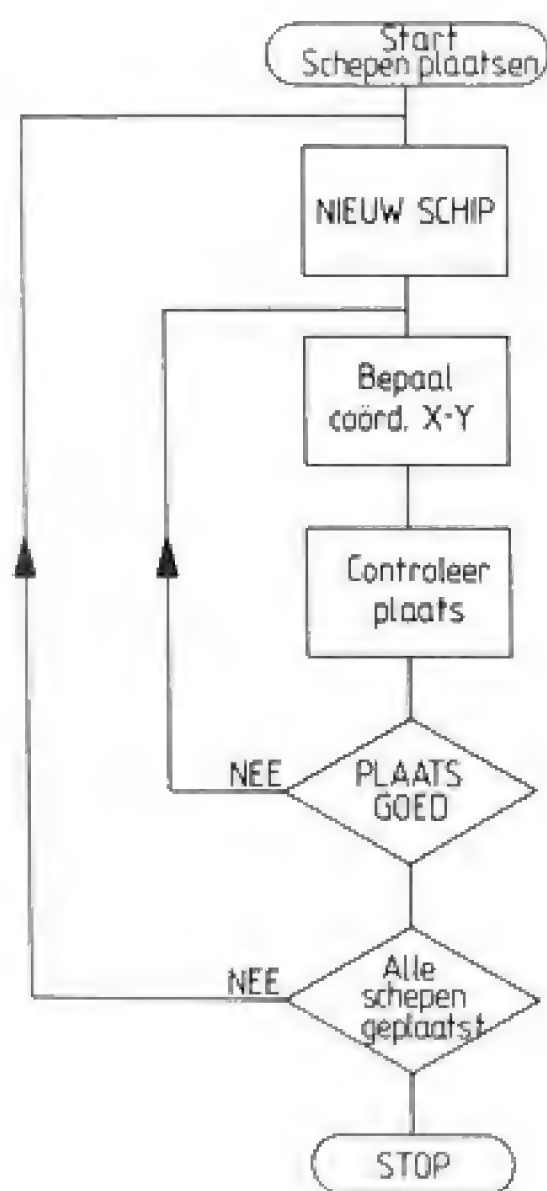 Start
Schepen plaatsen
NIEUW SCHIP
Bepaal
coörd. X-Y
Controleer
plaats
NEE
PLAATS
GOED
NEE
Alle
schepen
geplaatst
STOP